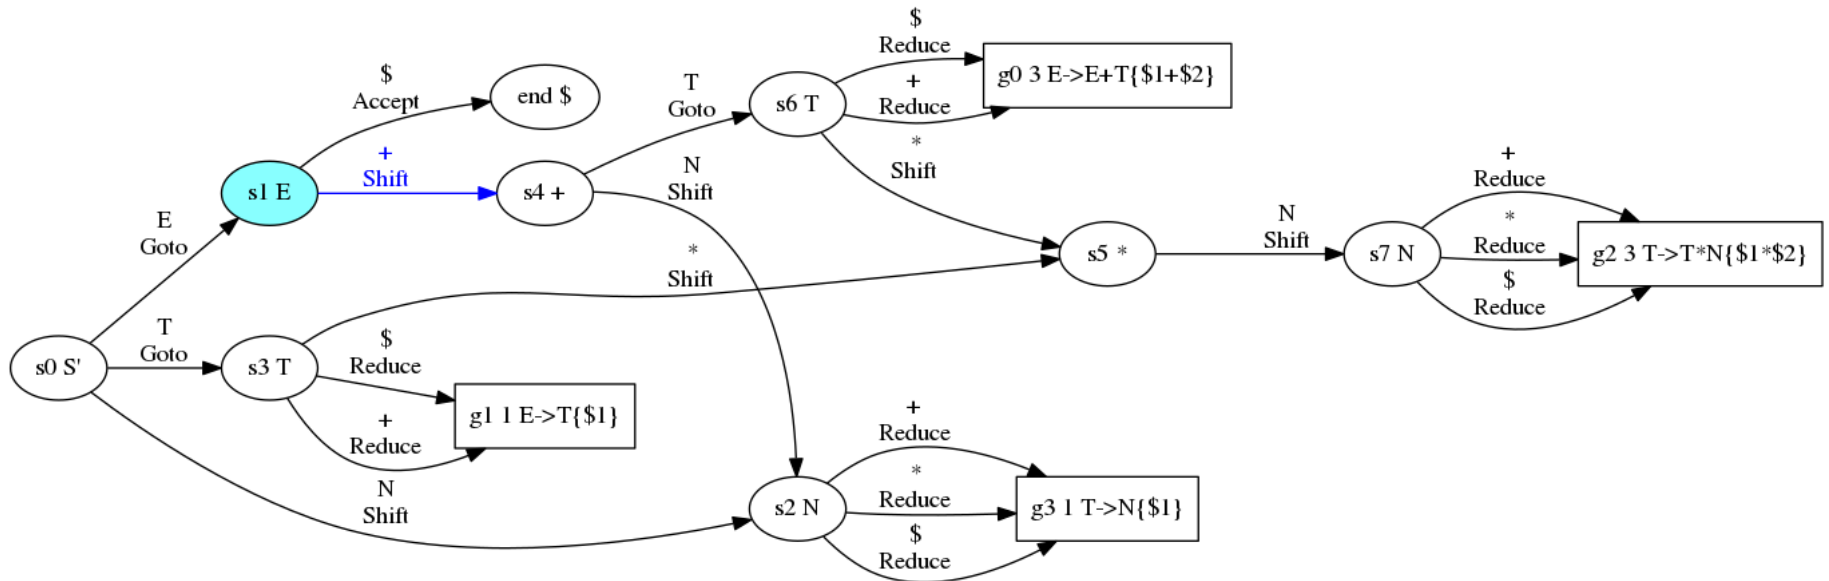 $
Reduce
g0 3 E->E+T{$1+$2}
+
Reduce
$
Accept
end $
T
Goto
s6 T
*
Shift
+
Shift
s1 E
s4 +
N
Shift
E
Goto
+
Reduce
*
Reduce
g2 3 T->T*N{$1*$2}
$
Reduce
N
Shift
s5 *
s7 N
*
Shift
s0 S'
T
Goto
s3 T
$
Reduce
g1 1 E->T{$1}
+
Reduce
N
Shift
s2 N
+
Reduce
*
Reduce
g3 1 T->N{$1}
$
Reduce